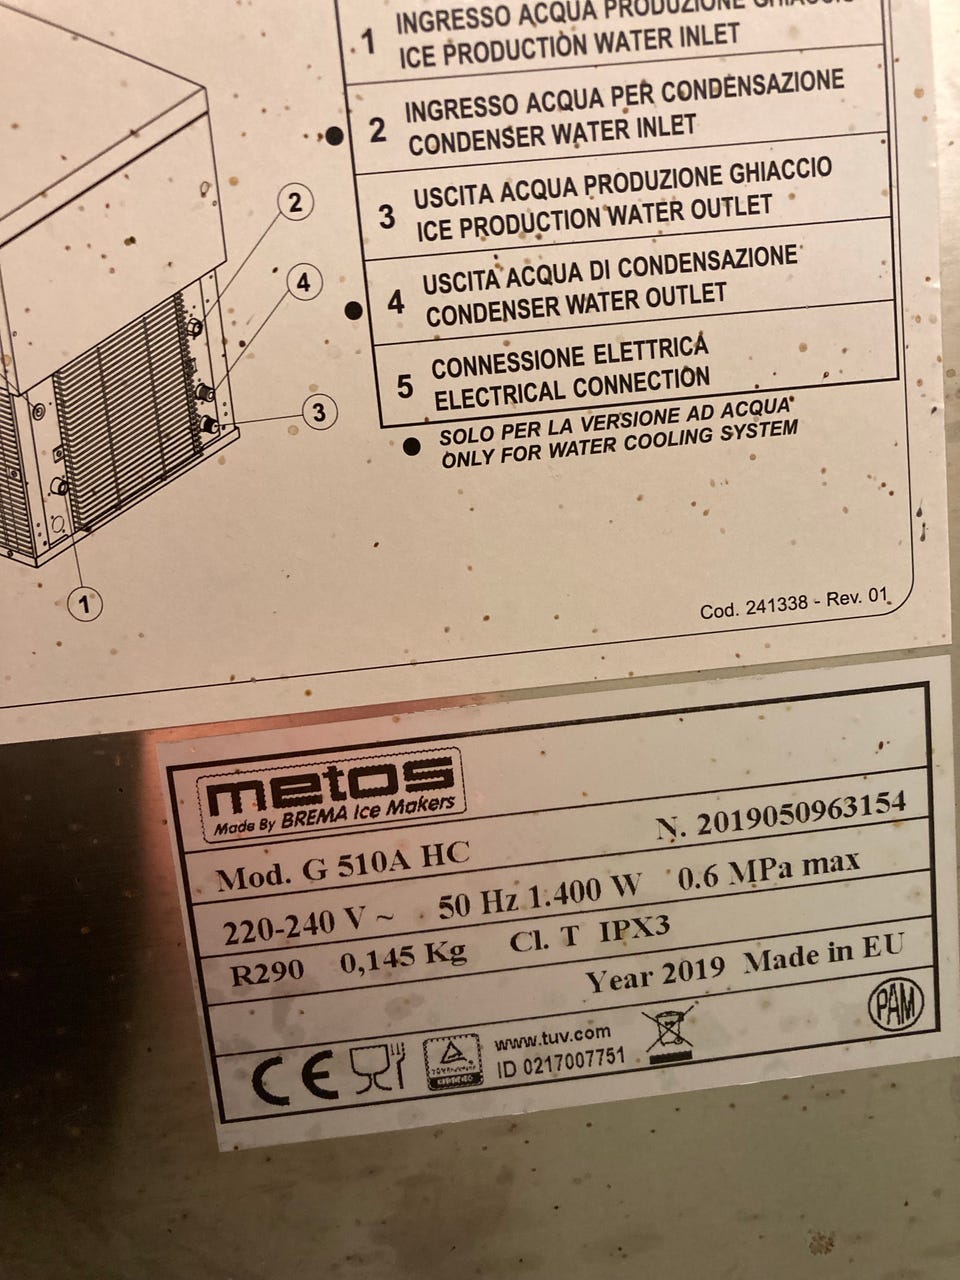 1
INGRESSO ACQUA PRODUZIONE GHIACCIO
ICE PRODUCTION WATER INLET
2
INGRESSO ACQUA PER CONDENSAZIONE
CONDENSER WATER INLET
3
USCITA ACQUA PRODUZIONE GHIACCIO
ICE PRODUCTION WATER OUTLET
4
USCITA ACQUA DI CONDENSAZIONE
CONDENSER WATER OUTLET
5
CONNESSIONE ELETTRICA
ELECTRICAL CONNECTION
SOLO PER LA VERSIONE AD ACQUA
ONLY FOR WATER COOLING SYSTEM
2
4
3
1
Cod. 241338 - Rev. 01
metos
Made By BREMA Ice Makers
N. 2019050963154
Mod. G 510A HC
220-240 V ~ 50 Hz 1.400 W 0.6 MPa max
R290 0,145 Kg Cl. T IPX3
Year 2019 Made in EU
CE
www.tuv.com
ID 0217007751
PAM